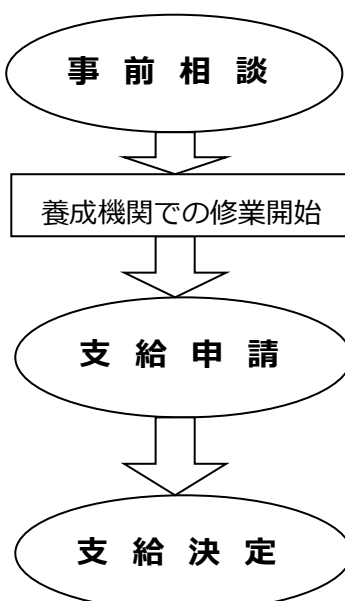 事前相談
養成機関での修業開始
支給申請
支給決定